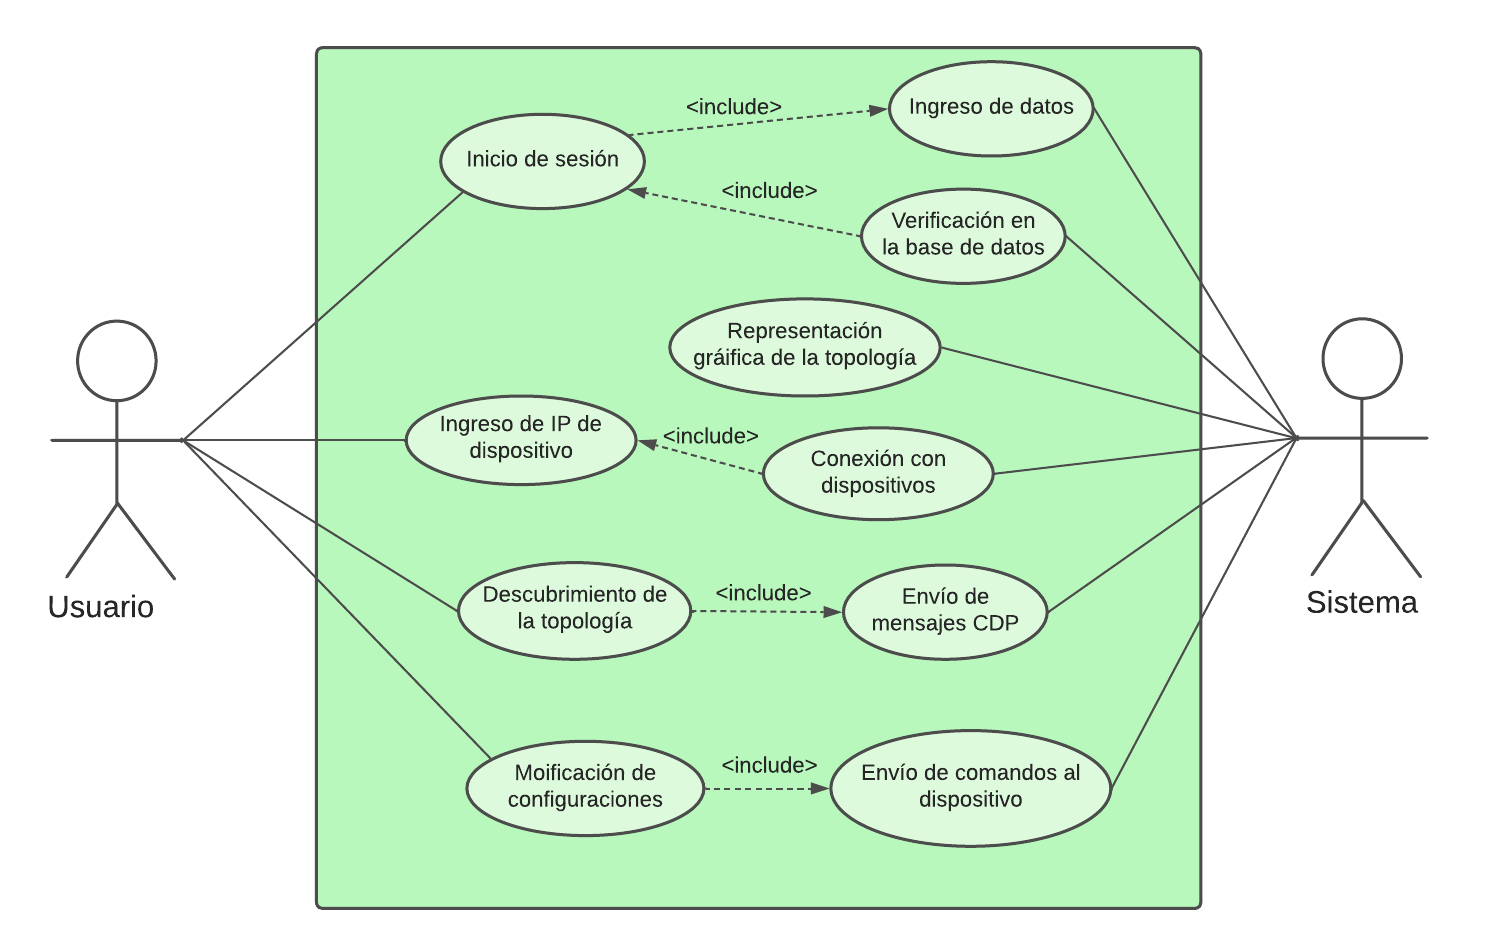 <include>
Ingreso de datos
Inicio de sesión
<include>
Verificación en
la base de datos
Representación
gráifica de la topología
Ingreso de IP de
dispositivo
<include>
Conexión con
dispositivos
Descubrimiento de
la topología
<include>
Envío de
mensajes CDP
Usuario
Sistema
Moificación de
configuraciones
<include>
Envío de comandos al
dispositivo